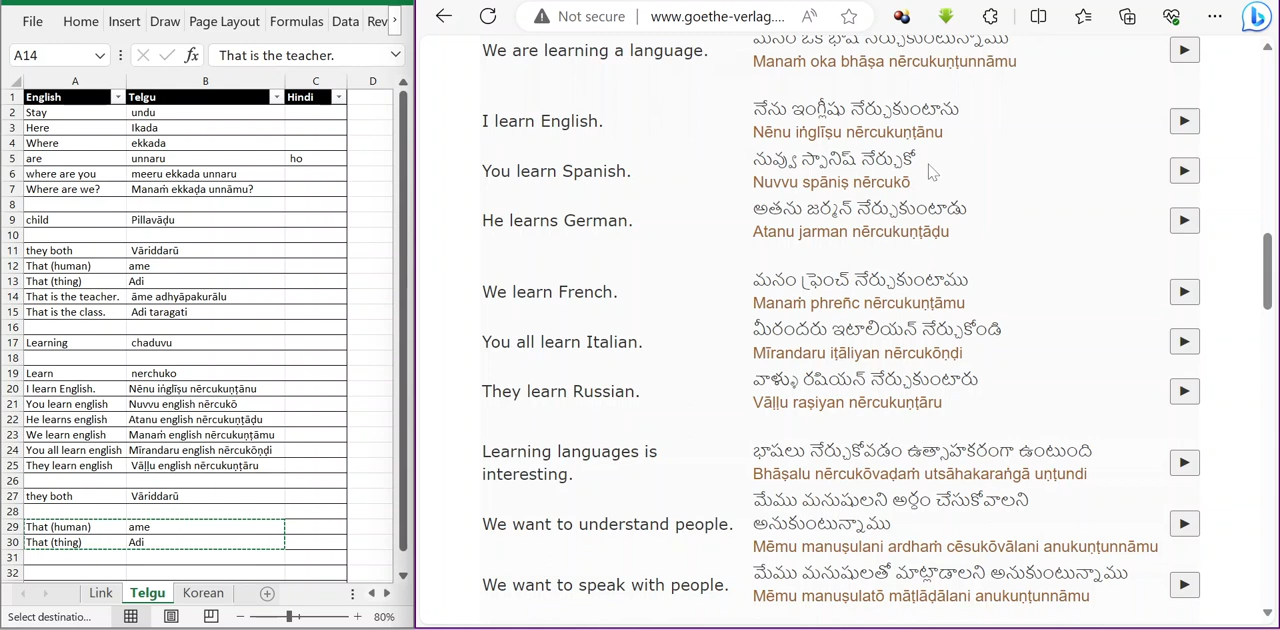 File Home Insert Draw Page Layout Formulas Data Rev
A14 fx That is the teacher.
A B C D
1 English Telgu Hindi
2 Stay undu
3 Here Ikada
4 Where ekkada
5 are unnaru ho
6 where are you meeru ekkada unnaru
7 Where are we? Manaṁ ekkaḍa unnāmu?
8
9 child Pillavāḍu
10
11 they both Vāriddarū
12 That (human) ame
13 That (thing) Adi
14 That is the teacher. āme adhyāpakurālu
15 That is the class. Adi taragati
16
17 Learning chaduvu
18
19 Learn nerchuko
20 I learn English. Nēnu iṅglīṣu nērcukuṇṭānu
21 You learn english Nuvvu english nērcukō
22 He learns english Atanu english nērcukuṇṭāḍu
23 We learn english Manaṁ english nērcukuṇṭāmu
24 You all learn english Mīrandaru english nērcukōṇḍi
25 They learn english Vāḷḷu english nērcukuṇṭāru
26
27 they both Vāriddarū
28
29 That (human) ame
30 That (thing) Adi
31
32
Link Telgu Korean
Select destinatio... 80%
Not secure www.goethe-verlag....
We are learning a language.
మనం ఒక భాష నేర్చుకుంటున్నాము
Manaṁ oka bhāṣa nērcukuṇṭunnāmu
I learn English.
నేను ఇంగ్లీషు నేర్చుకుంటాను
Nēnu iṅglīṣu nērcukuṇṭānu
You learn Spanish.
నువ్వు స్పానిష్ నేర్చుకో
Nuvvu spāniṣ nērcukō
He learns German.
అతను జర్మన్ నేర్చుకుంటాడు
Atanu jarman nērcukuṇṭāḍu
We learn French.
మనం ఫ్రెంచ్ నేర్చుకుంటాము
Manaṁ phren̄c nērcukuṇṭāmu
You all learn Italian.
మీరందరు ఇటాలియన్ నేర్చుకోండి
Mīrandaru iṭāliyan nērcukōṇḍi
They learn Russian.
వాళ్ళు రషియన్ నేర్చుకుంటారు
Vāḷḷu raṣiyan nērcukuṇṭāru
Learning languages is
interesting.
భాషలు నేర్చుకోవడం ఉత్సాహకరంగా ఉంటుంది
Bhāṣalu nērcukōvaḍaṁ utsāhakaraṅgā uṇṭundi
We want to understand people.
మేము మనుషులని అర్ధం చేసుకోవాలని
అనుకుంటున్నాము
Mēmu manuṣulani ardhaṁ cēsukōvālani anukuṇṭunnāmu
We want to speak with people.
మేము మనుషులతో మాట్లాడాలని అనుకుంటున్నాము
Mēmu manuṣulatō māṭlāḍālani anukuṇṭunnāmu